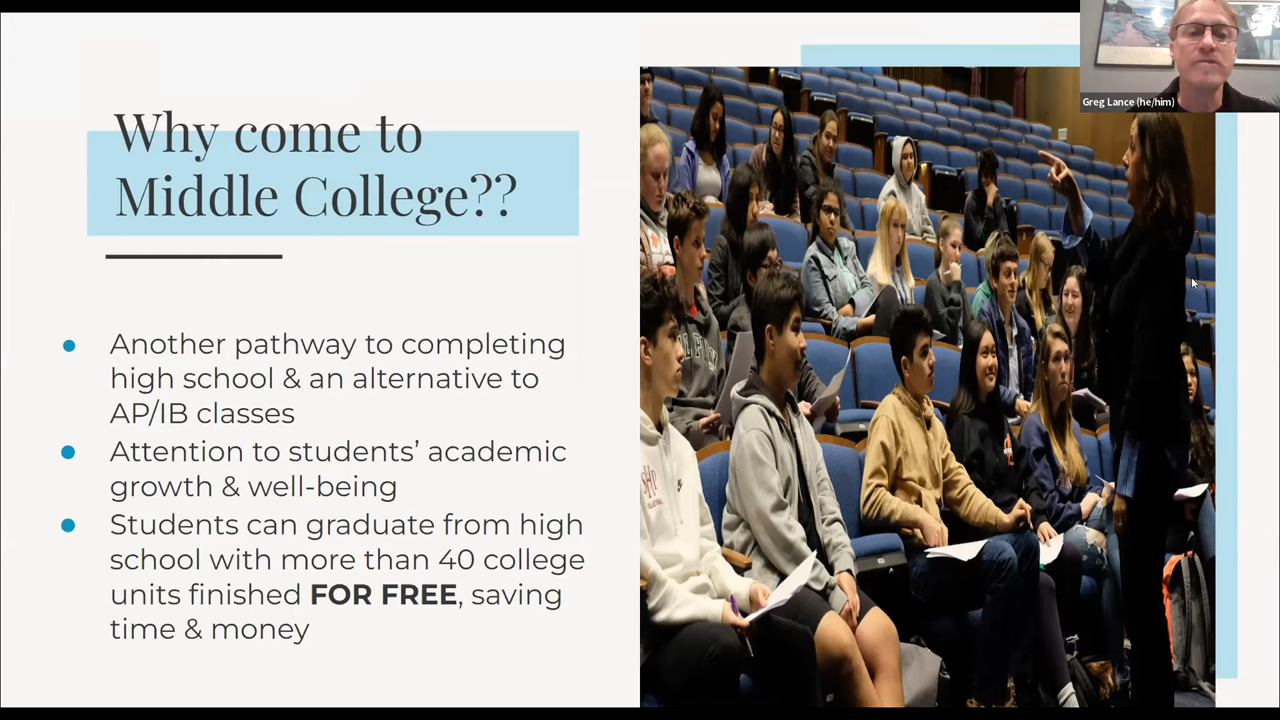 Why come to
Middle College??
Another pathway to completing
high school & an alternative to
AP/IB classes
Attention to students' academic
growth & well-being
Students can graduate from high
school with more than 40 college
units finished FOR FREE, saving
time & money
Greg Lance (he/him)